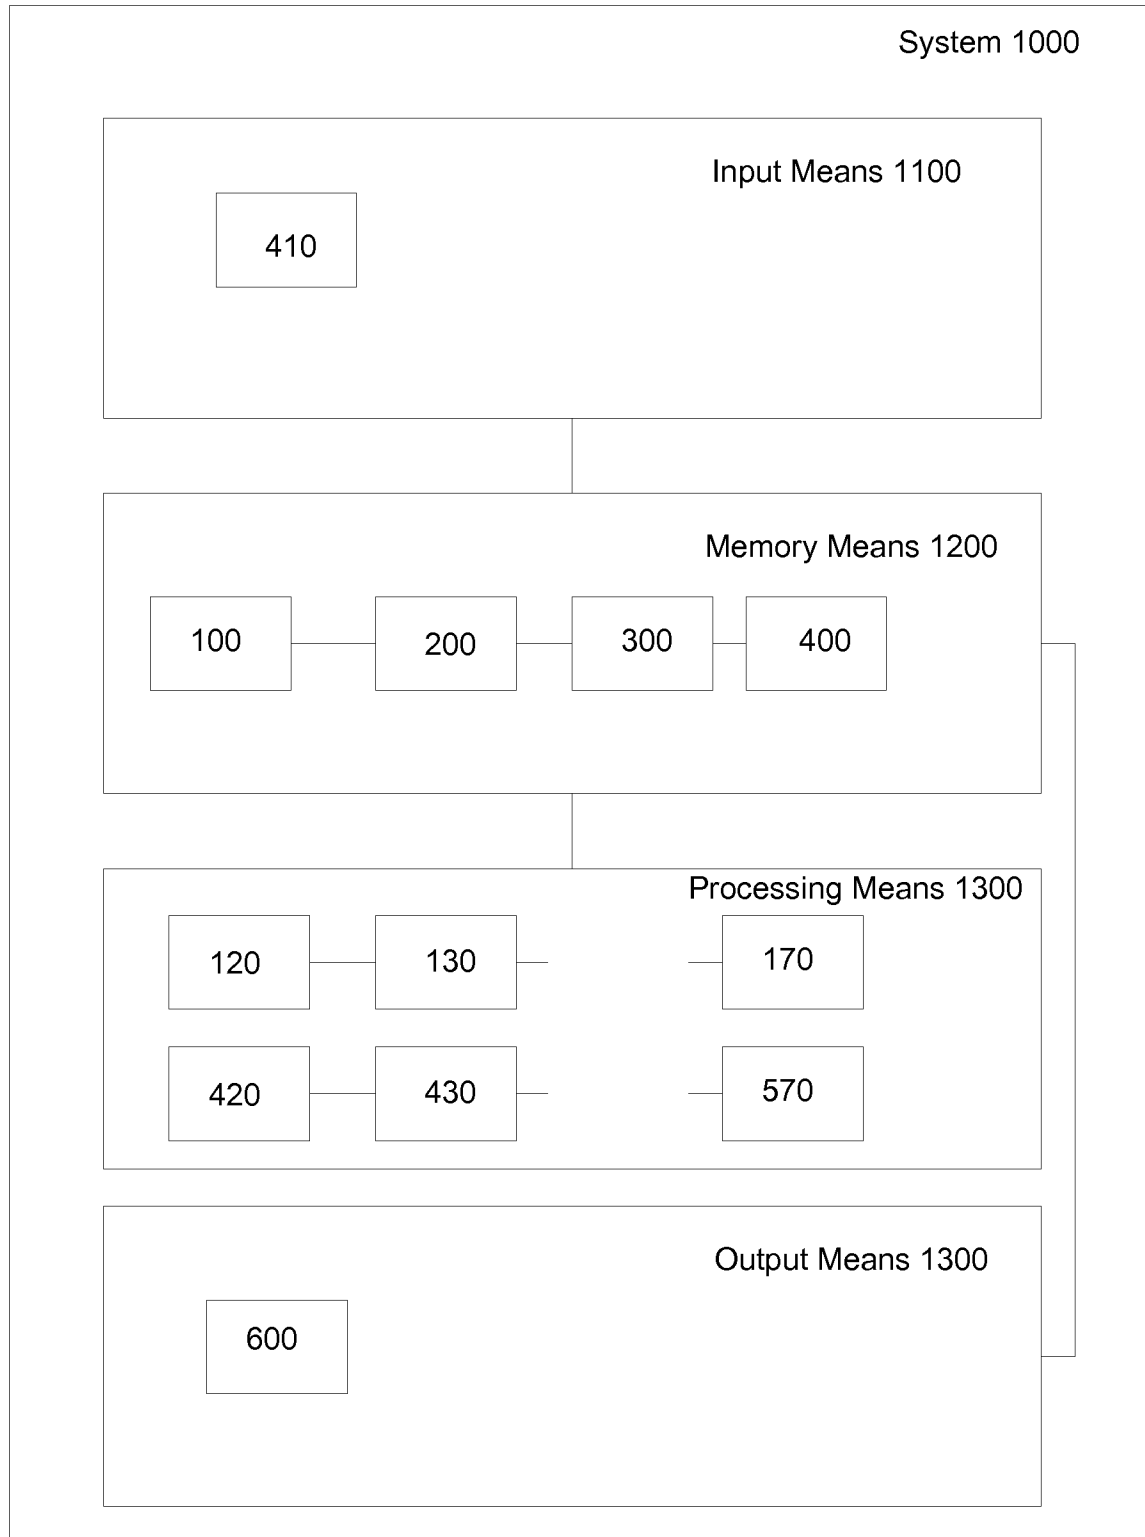 System 1000
Input Means 1100
410
Memory Means 1200
100 200 300 400
Processing Means 1300
120 130 170
420 430 570
Output Means 1300
600